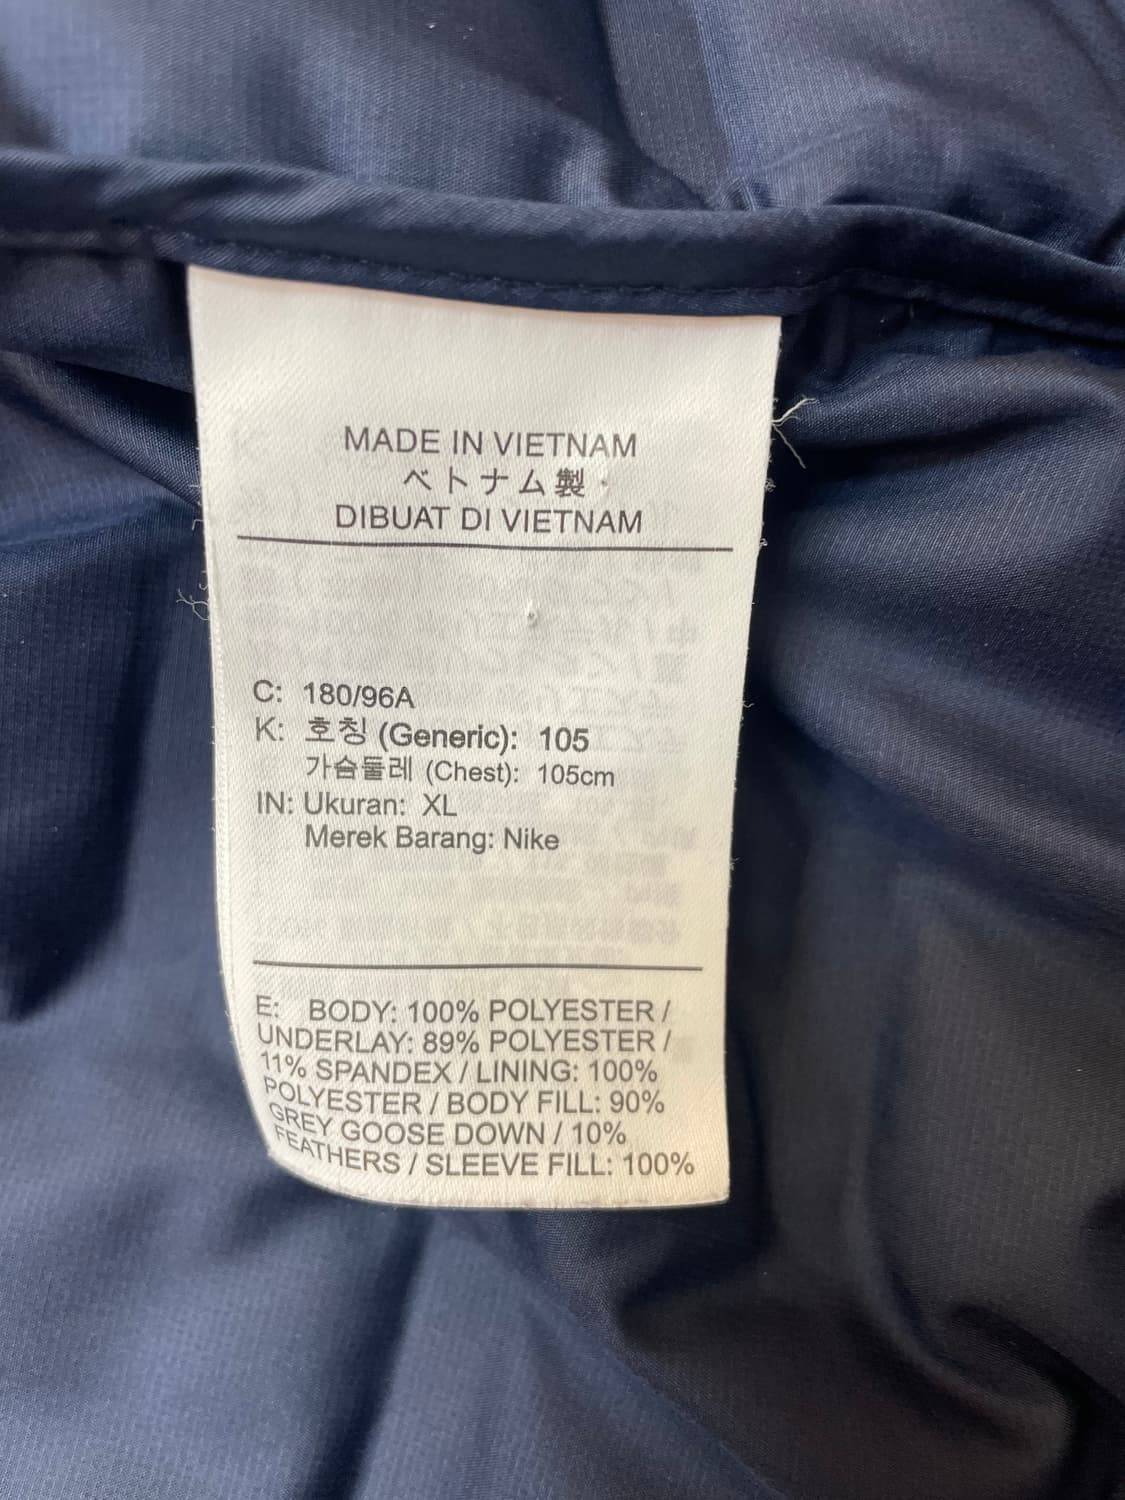 MADE IN VIETNAM
ベトナム製
DIBUAT DI VIETNAM
C: 180/96A
K: 호칭 (Generic): 105
가슴둘레 (Chest): 105cm
IN: Ukuran: XL
Merek Barang: Nike
E: BODY: 100% POLYESTER /
UNDERLAY: 89% POLYESTER /
11% SPANDEX / LINING: 100%
POLYESTER / BODY FILL: 90%
GREY GOOSE DOWN / 10%
FEATHERS / SLEEVE FILL: 100%